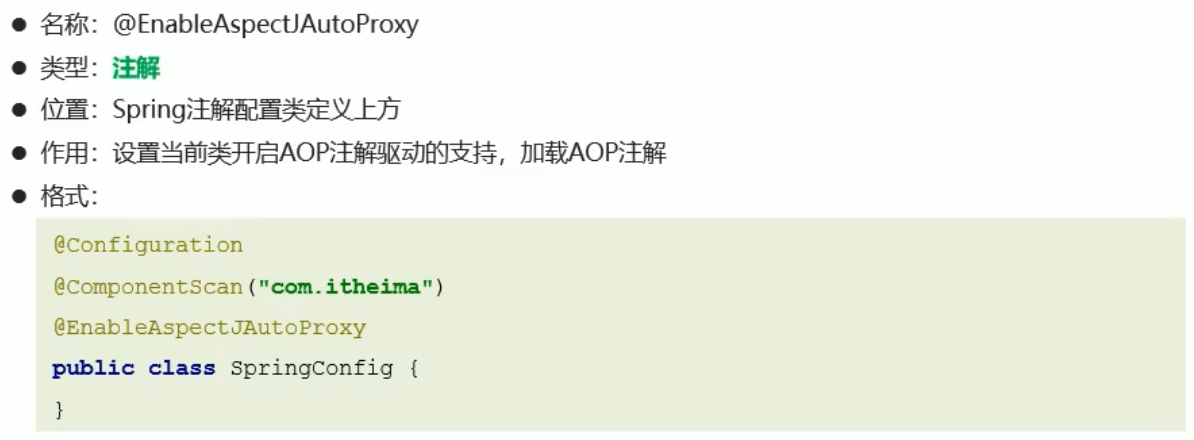 ● 名称：@EnableAspectJAutoProxy
● 类型：注解
● 位置：Spring注解配置类定义上方
● 作用：设置当前类开启AOP注解驱动的支持，加载AOP注解
● 格式：
@Configuration
@ComponentScan("com.itheima")
@EnableAspectJAutoProxy
public class SpringConfig {
}